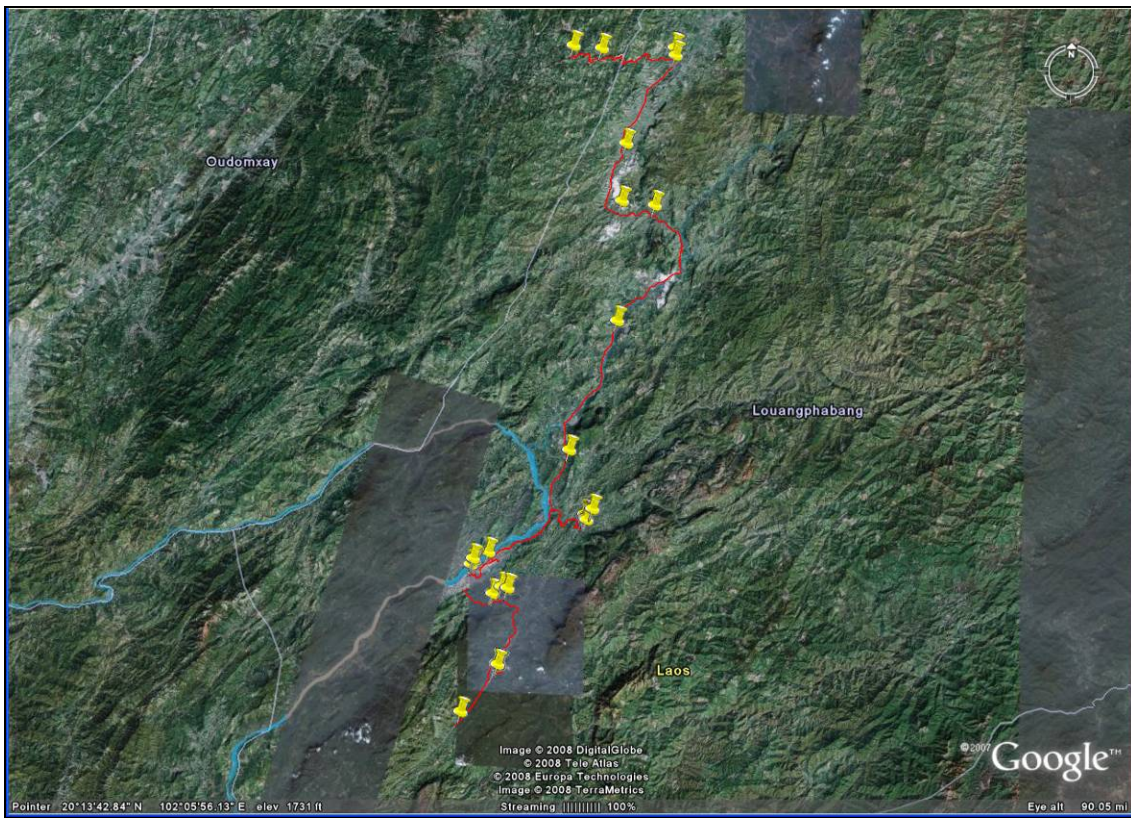 N
Oudomxay
Louangphabang
Laos
Image © 2008 DigitalGlobe
© 2008 Tele Atlas
© 2008 Europa Technologies
Image © 2008 TerraMetrics
©2007 Google™
Pointer 20°13'42.84" N 102°05'56.13" E elev 1731 ft Streaming |||||||||| 100% Eye alt 90.05 mi